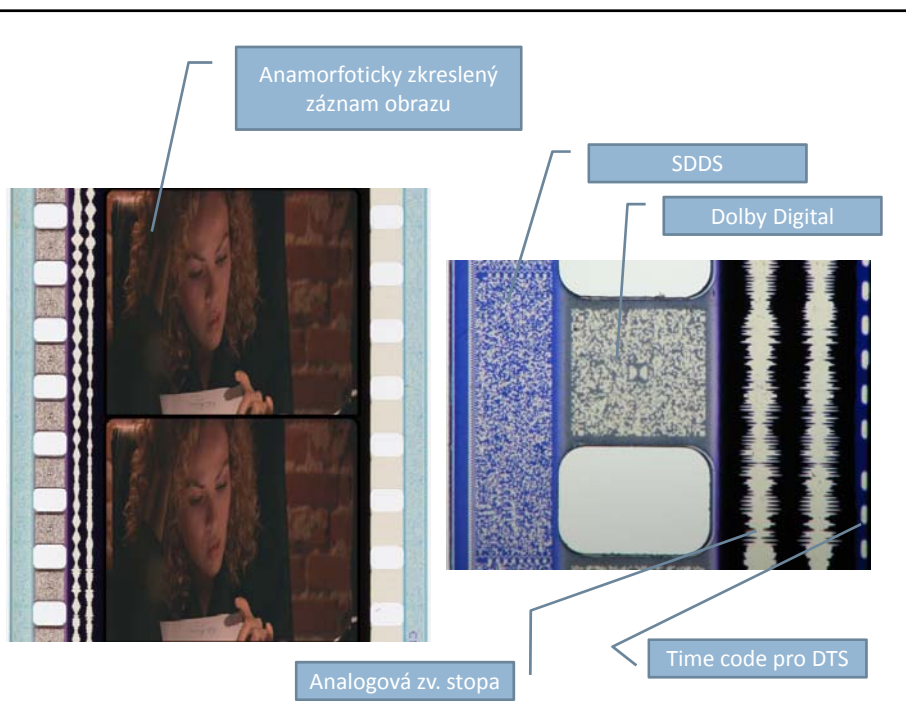 Anamorfoticky zkreslený
záznam obrazu
SDDS
Dolby Digital
Time code pro DTS
Analogová zv. stopa